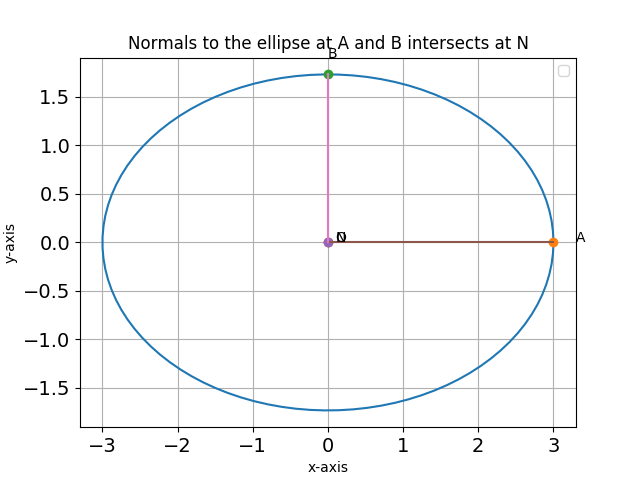 Normals to the ellipse at A and B intersects at N
B
1.5
1.0
0.5
0.0
−0.5
−1.0
−1.5
A
−3
−2
−1
0
1
2
3
x-axis
y-axis